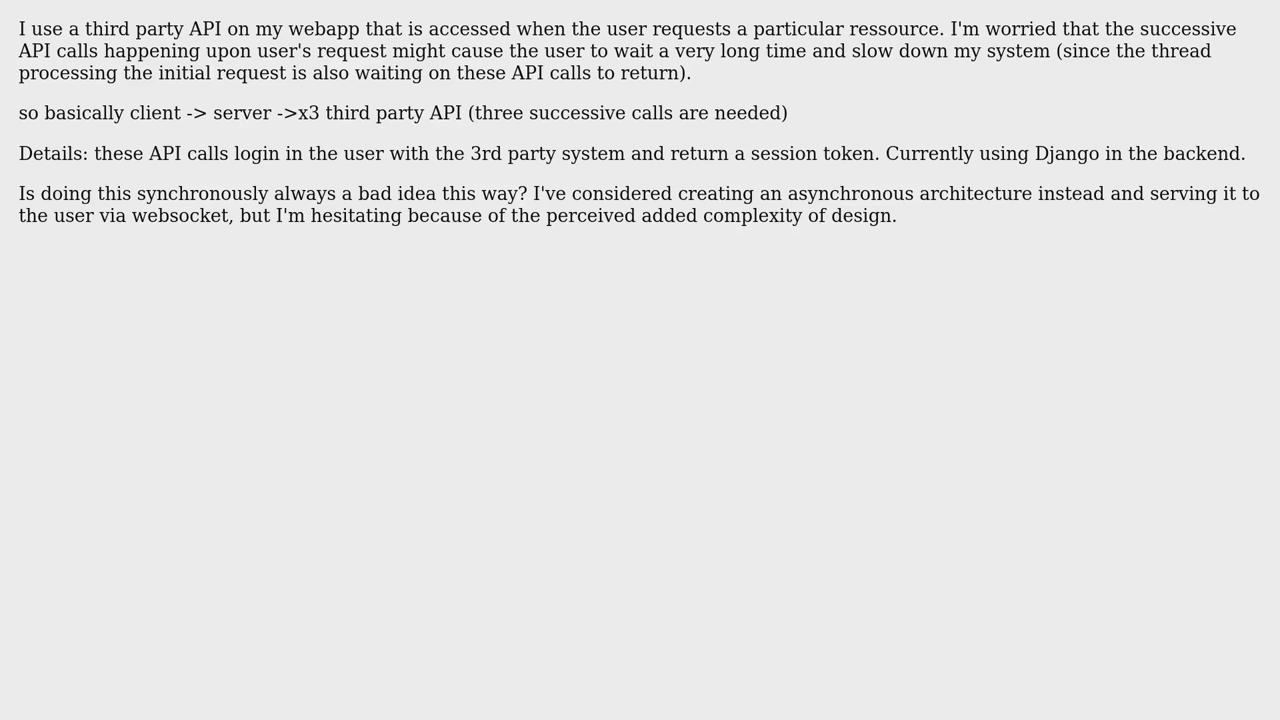 I use a third party API on my webapp that is accessed when the user requests a particular ressource. I'm worried that the successive
API calls happening upon user's request might cause the user to wait a very long time and slow down my system (since the thread
processing the initial request is also waiting on these API calls to return).
so basically client -> server ->x3 third party API (three successive calls are needed)
Details: these API calls login in the user with the 3rd party system and return a session token. Currently using Django in the backend.
Is doing this synchronously always a bad idea this way? I've considered creating an asynchronous architecture instead and serving it to
the user via websocket, but I'm hesitating because of the perceived added complexity of design.